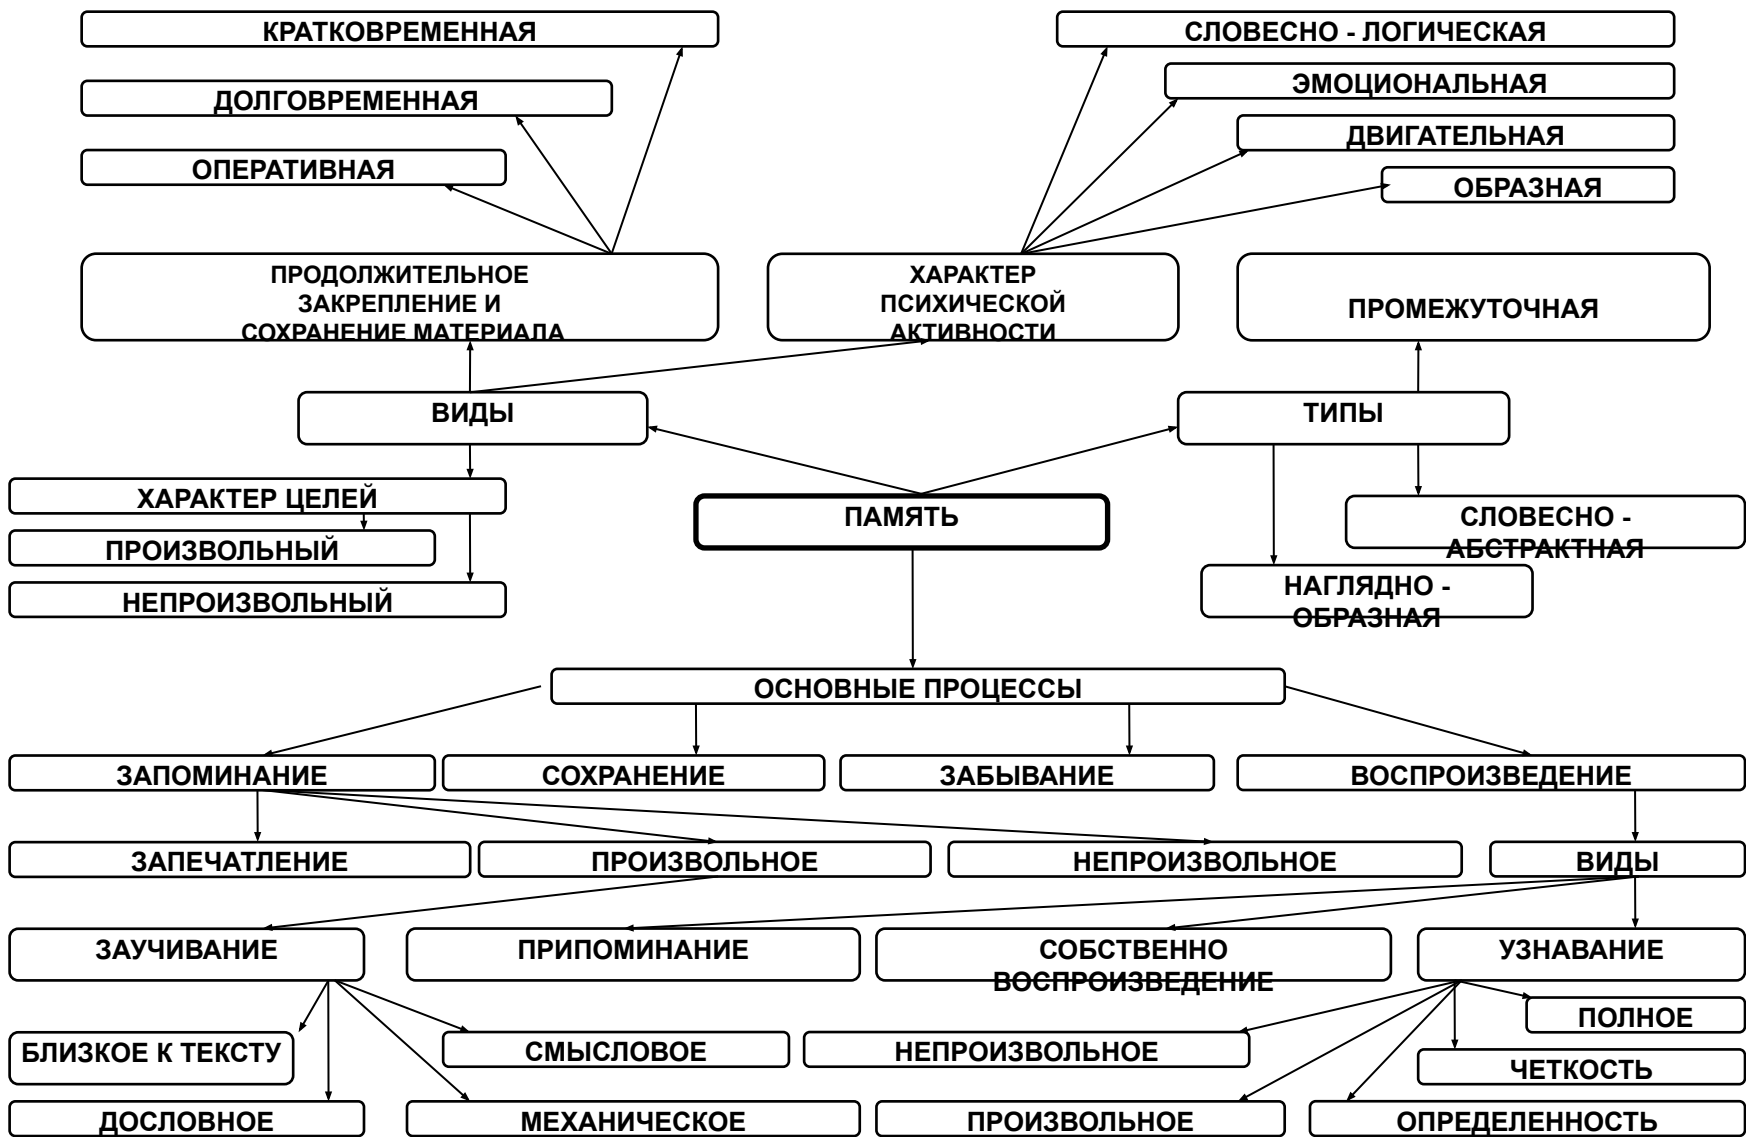 КРАТКОВРЕМЕННАЯ
СЛОВЕСНО - ЛОГИЧЕСКАЯ
ДОЛГОВРЕМЕННАЯ
ЭМОЦИОНАЛЬНАЯ
ДВИГАТЕЛЬНАЯ
ОПЕРАТИВНАЯ
ОБРАЗНАЯ
ПРОДОЛЖИТЕЛЬНОЕ
ЗАКРЕПЛЕНИЕ И
СОХРАНЕНИЕ МАТЕРИАЛА
ХАРАКТЕР
ПСИХИЧЕСКОЙ
АКТИВНОСТИ
ПРОМЕЖУТОЧНАЯ
ВИДЫ
ТИПЫ
ХАРАКТЕР ЦЕЛЕЙ
ПАМЯТЬ
СЛОВЕСНО -
АБСТРАКТНАЯ
ПРОИЗВОЛЬНЫЙ
НЕПРОИЗВОЛЬНЫЙ
НАГЛЯДНО -
ОБРАЗНАЯ
ОСНОВНЫЕ ПРОЦЕССЫ
ЗАПОМИНАНИЕ
СОХРАНЕНИЕ
ЗАБЫВАНИЕ
ВОСПРОИЗВЕДЕНИЕ
ЗАПЕЧАТЛЕНИЕ
ПРОИЗВОЛЬНОЕ
НЕПРОИЗВОЛЬНОЕ
ВИДЫ
ЗАУЧИВАНИЕ
ПРИПОМИНАНИЕ
СОБСТВЕННО
ВОСПРОИЗВЕДЕНИЕ
УЗНАВАНИЕ
ПОЛНОЕ
БЛИЗКОЕ К ТЕКСТУ
СМЫСЛОВОЕ
НЕПРОИЗВОЛЬНОЕ
ЧЕТКОСТЬ
ДОСЛОВНОЕ
МЕХАНИЧЕСКОЕ
ПРОИЗВОЛЬНОЕ
ОПРЕДЕЛЕННОСТЬ